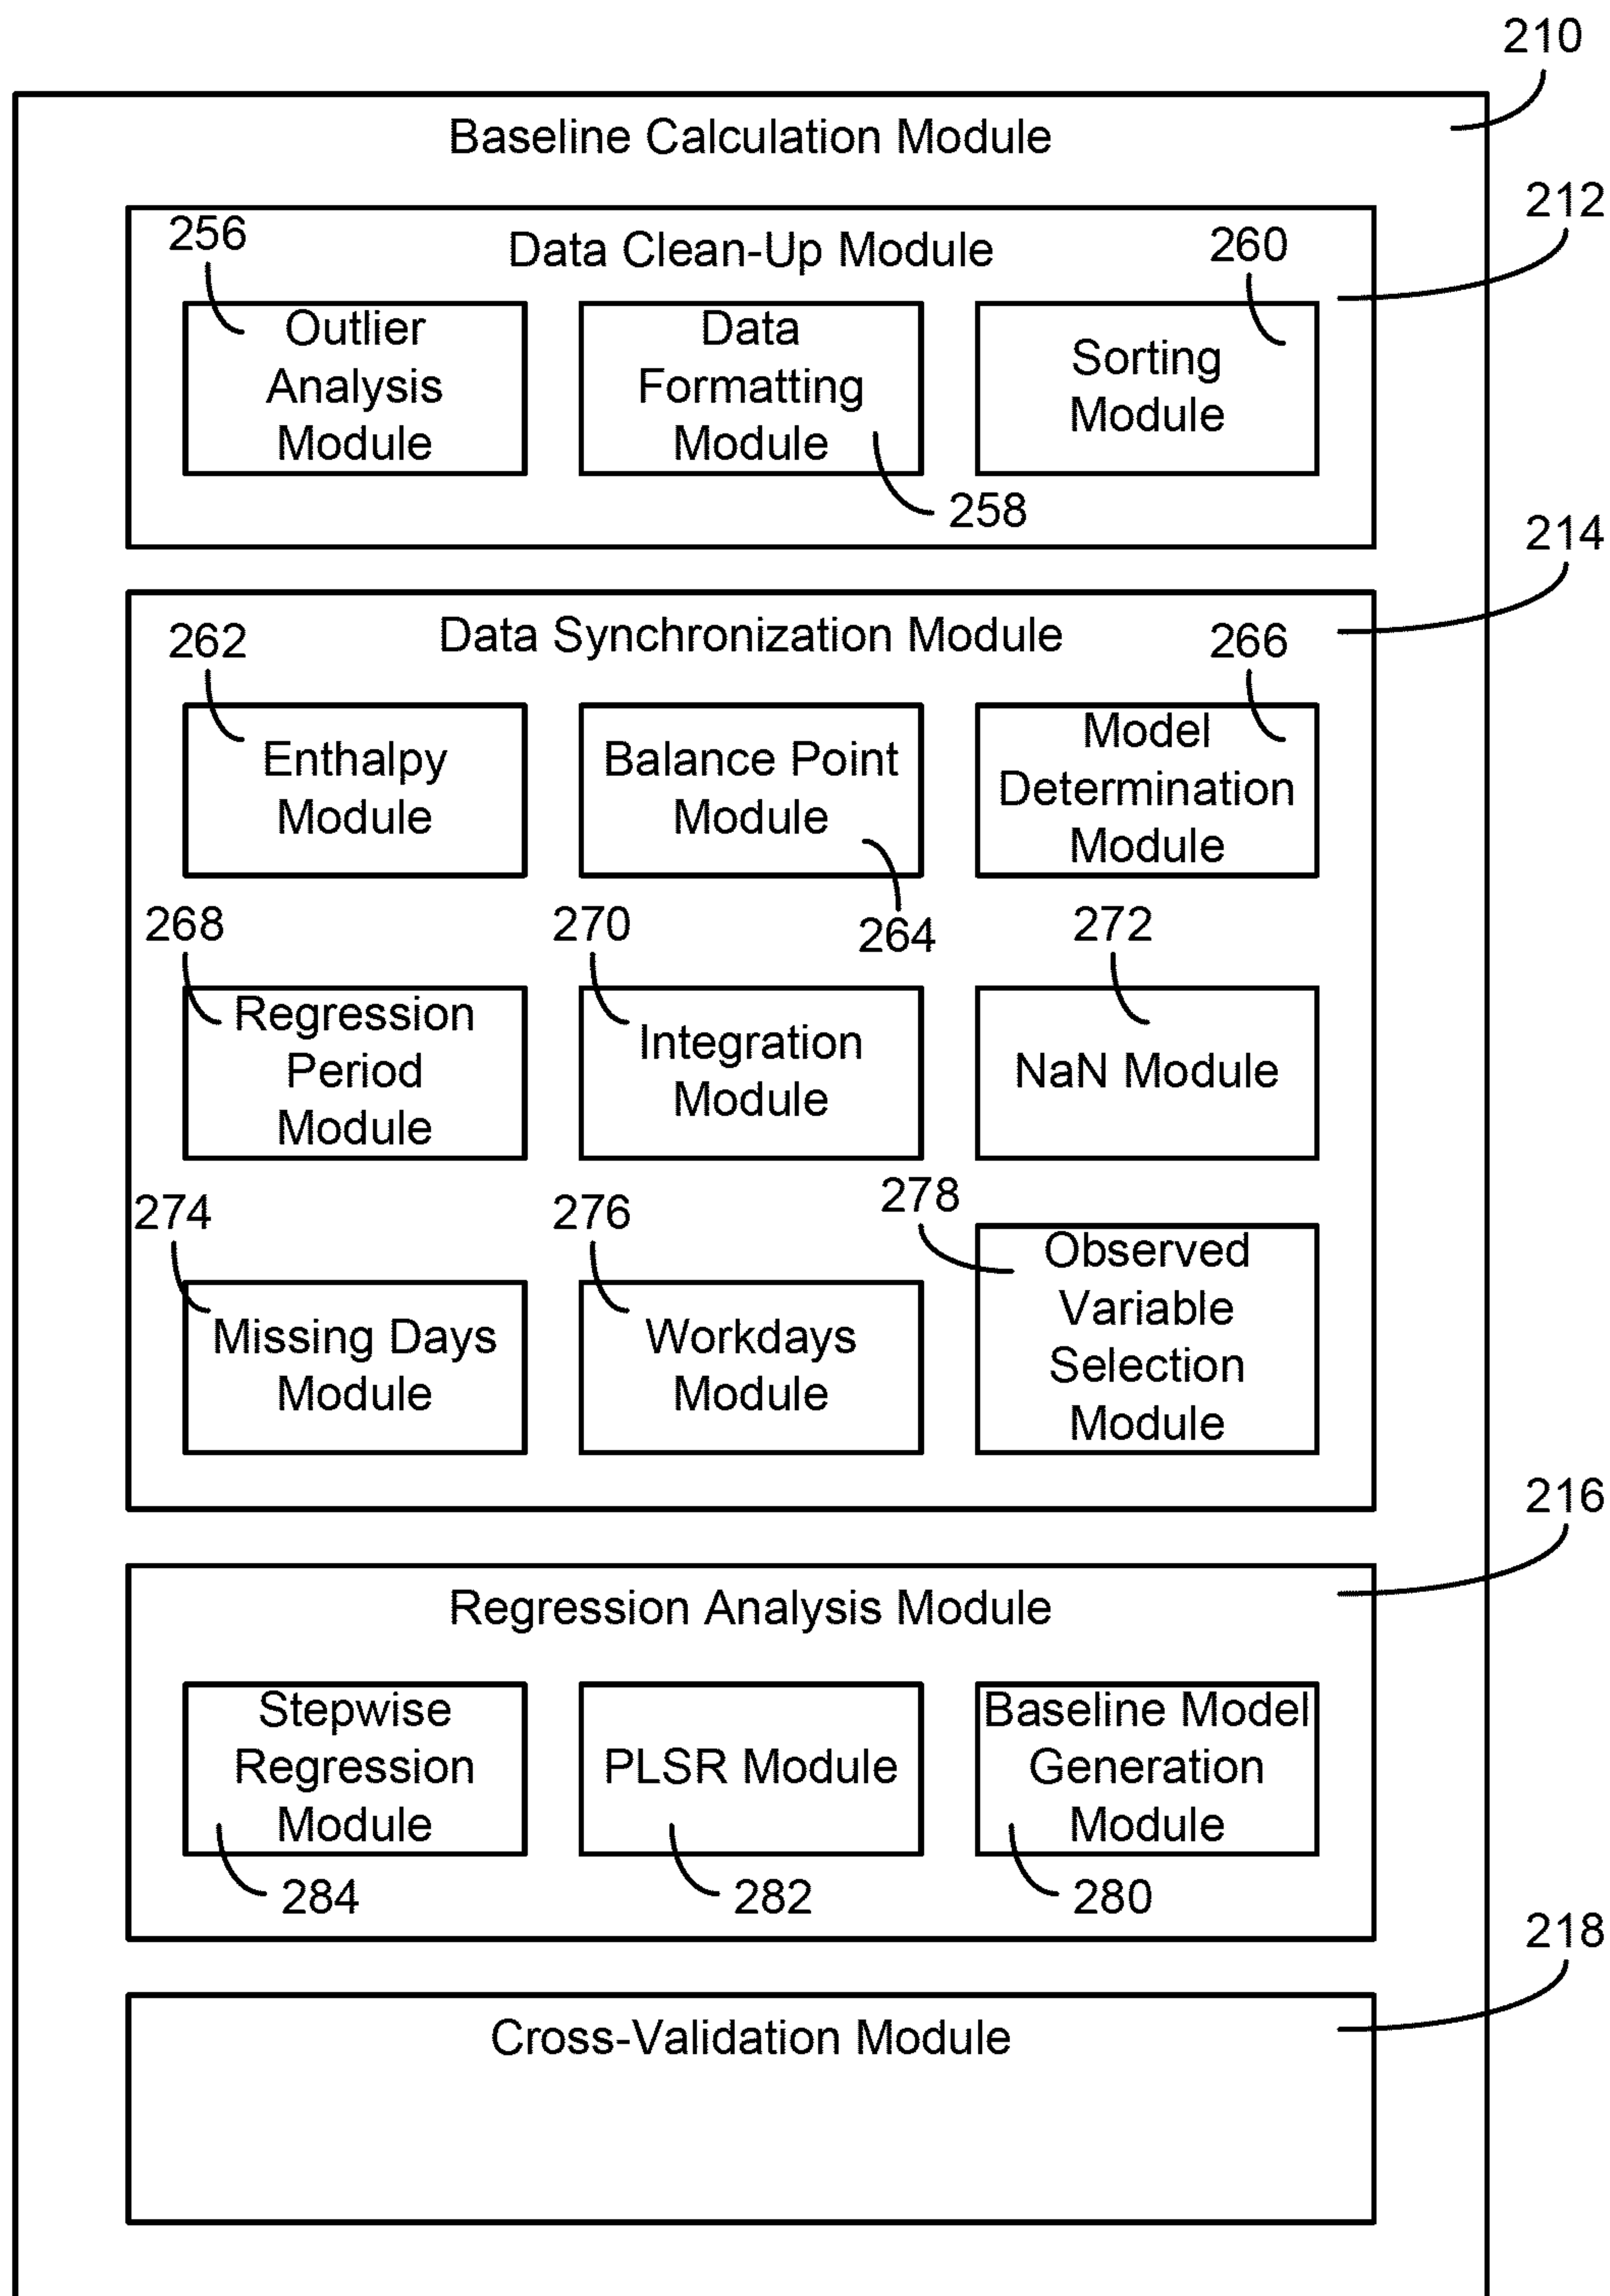 210
Baseline Calculation Module
212
256
Data Clean-Up Module
260
Outlier
Analysis
Module
Data
Formatting
Module
Sorting
Module
258
214
262
Data Synchronization Module
266
Enthalpy
Module
Balance Point
Module
Model
Determination
Module
264
268
270
272
Regression
Period
Module
Integration
Module
NaN Module
274
276
278
Missing Days
Module
Workdays
Module
Observed
Variable
Selection
Module
216
Regression Analysis Module
Stepwise
Regression
Module
PLSR Module
Baseline Model
Generation
Module
284
282
280
218
Cross-Validation Module